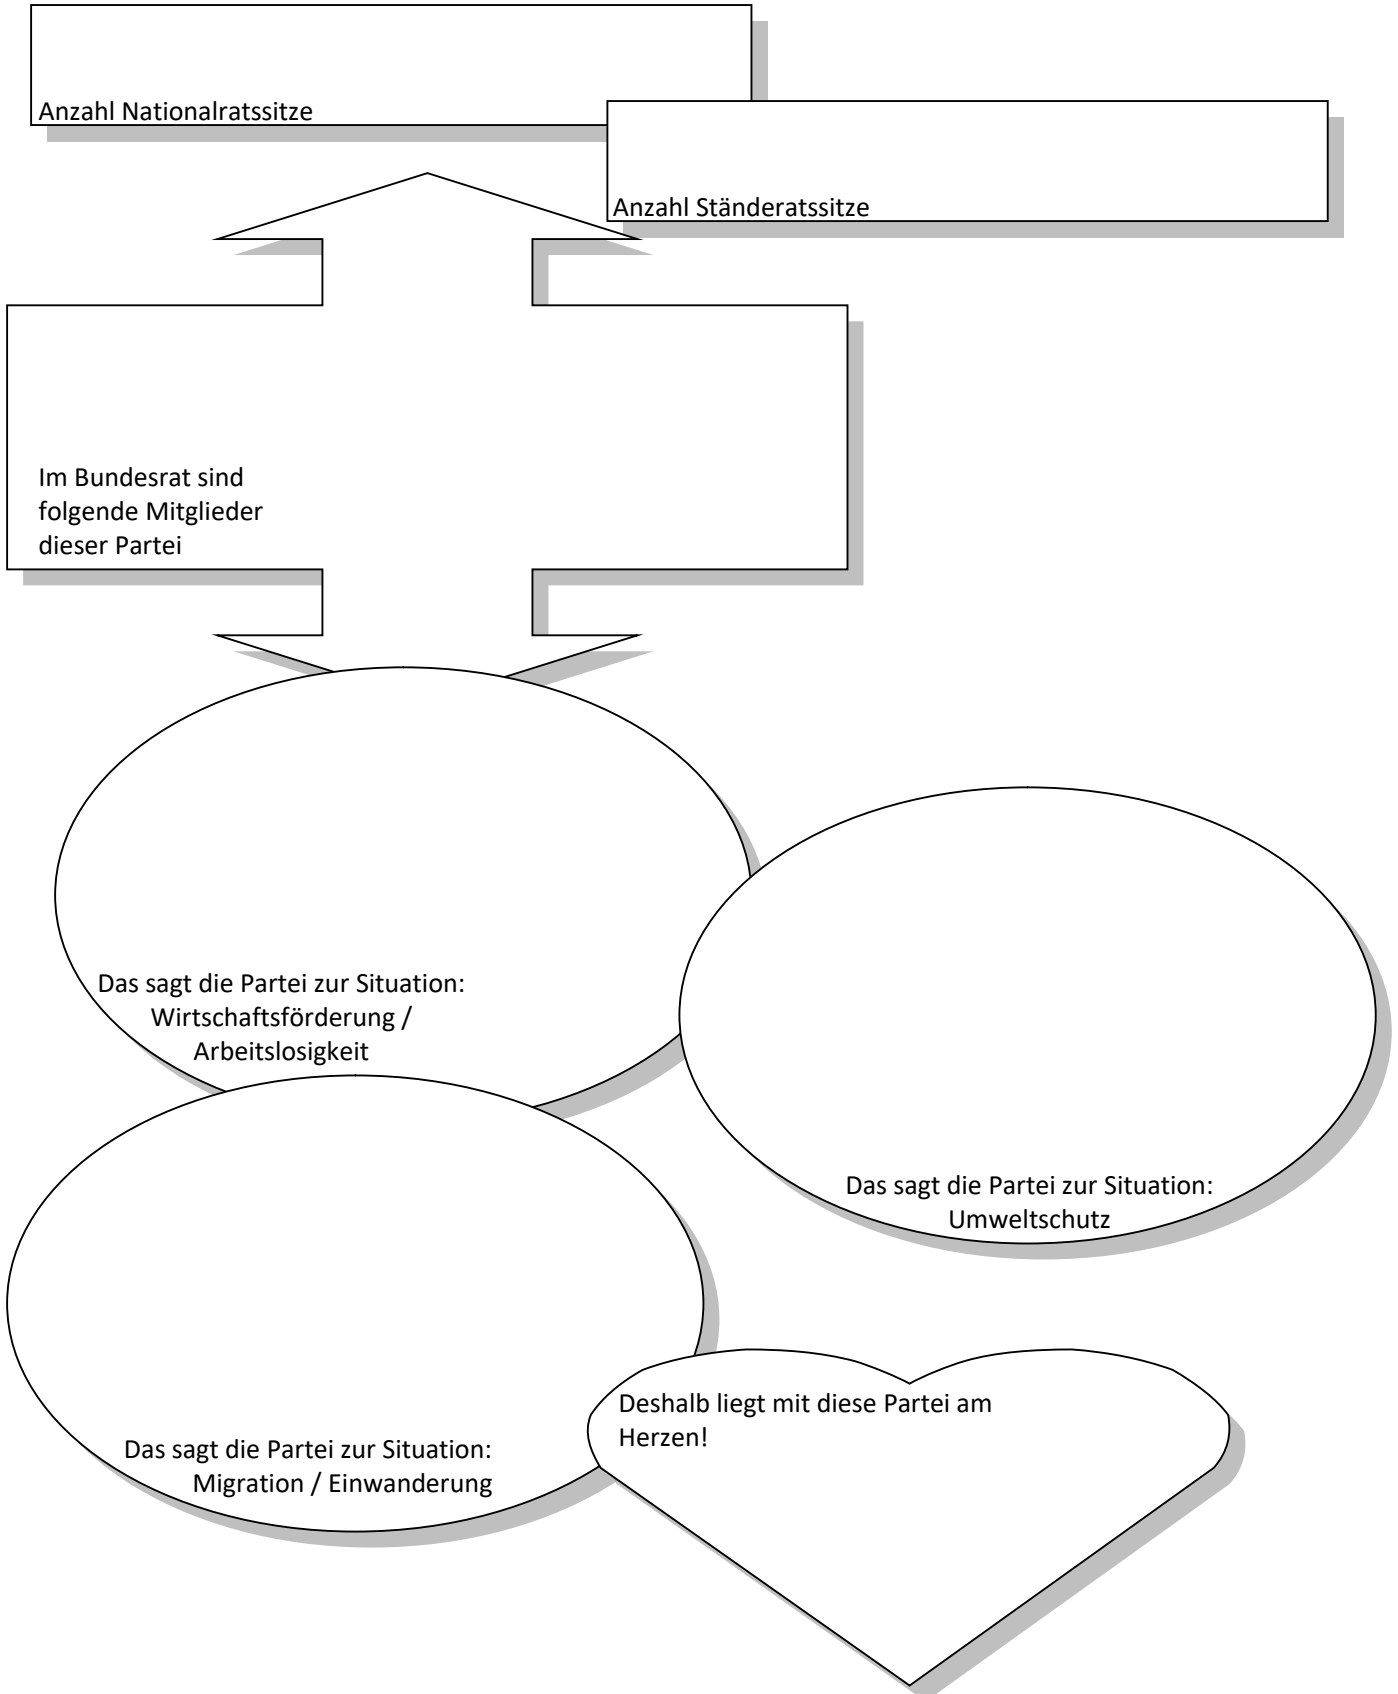 Anzahl Nationalratssitze
Anzahl Ständeratssitze
Im Bundesrat sind
folgende Mitglieder
dieser Partei
Das sagt die Partei zur Situation:
Wirtschaftsförderung /
Arbeitslosigkeit
Das sagt die Partei zur Situation:
Umweltschutz
Das sagt die Partei zur Situation:
Migration / Einwanderung
Deshalb liegt mit diese Partei am
Herzen!